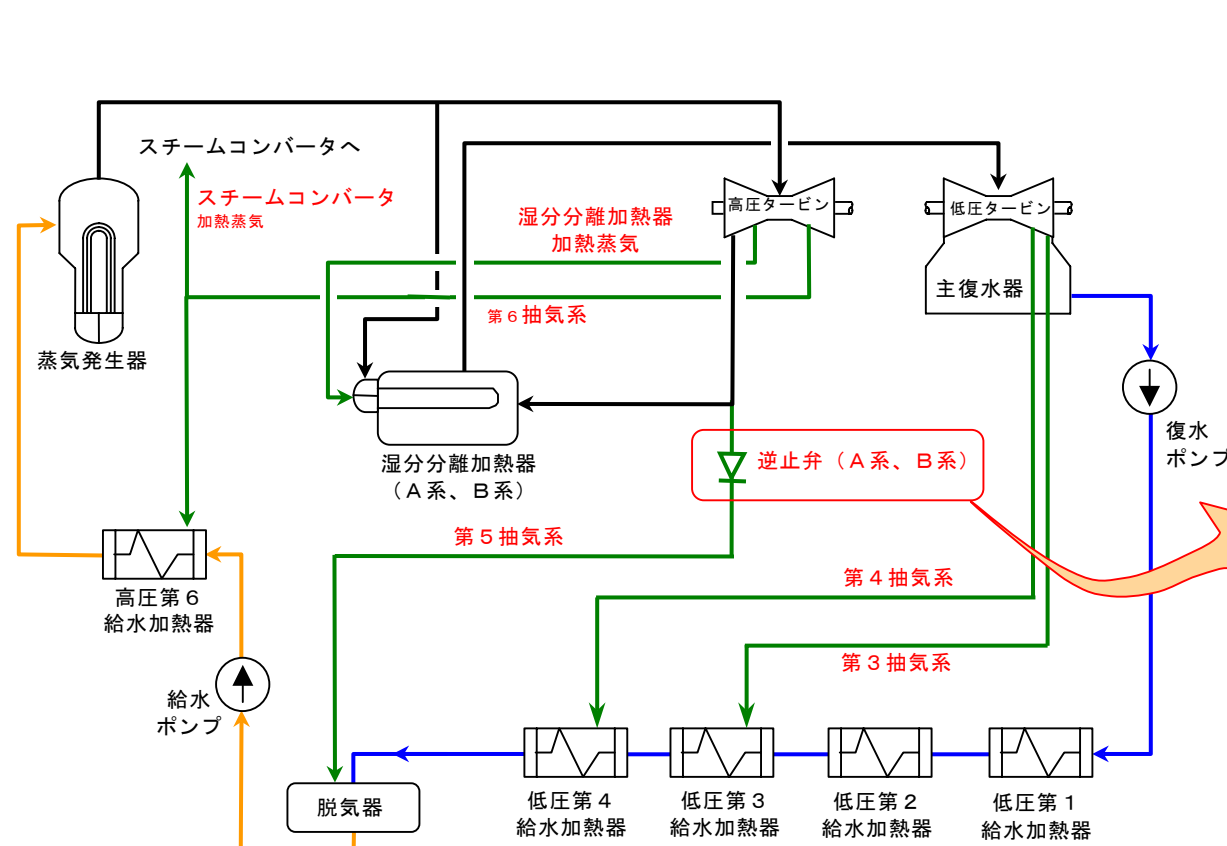 スチームコンバータへ
スチームコンバータ
加熱蒸気
湿分分離加熱器
加熱蒸気
高圧タービン
低圧タービン
主復水器
第６抽気系
蒸気発生器
復水
ポンプ
湿分分離加熱器
（Ａ系、Ｂ系）
逆止弁（Ａ系、Ｂ系）
第５抽気系
第４抽気系
高圧第６
給水加熱器
第３抽気系
給水
ポンプ
脱気器
低圧第４
給水加熱器
低圧第３
給水加熱器
低圧第２
給水加熱器
低圧第１
給水加熱器